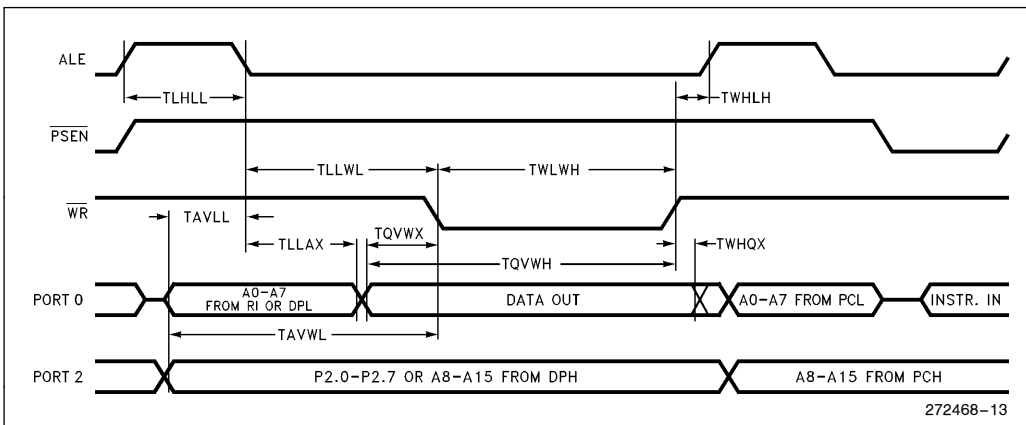 ALE
TLHLL
TWHLH
PSEN
TLLWL
TWLWH
WR
TAVLL
TQVWX
TLLAX
TWHQX
TQVWH
PORT 0
A0–A7
FROM RI OR DPL
DATA OUT
A0–A7 FROM PCL
INSTR. IN
TAVWL
PORT 2
P2.0–P2.7 OR A8–A15 FROM DPH
A8–A15 FROM PCH
272468–13